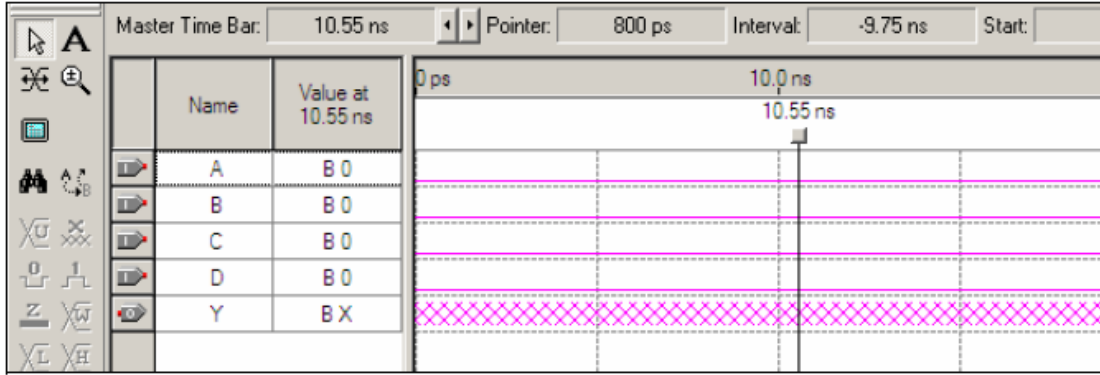 Master Time Bar: 10.55 ns Pointer: 800 ps Interval: -9.75 ns Start:
A
Name Value at 10.55 ns 0 ps 10.0 ns
10.55 ns
A B 0
B B 0
C B 0
D B 0
Y B X